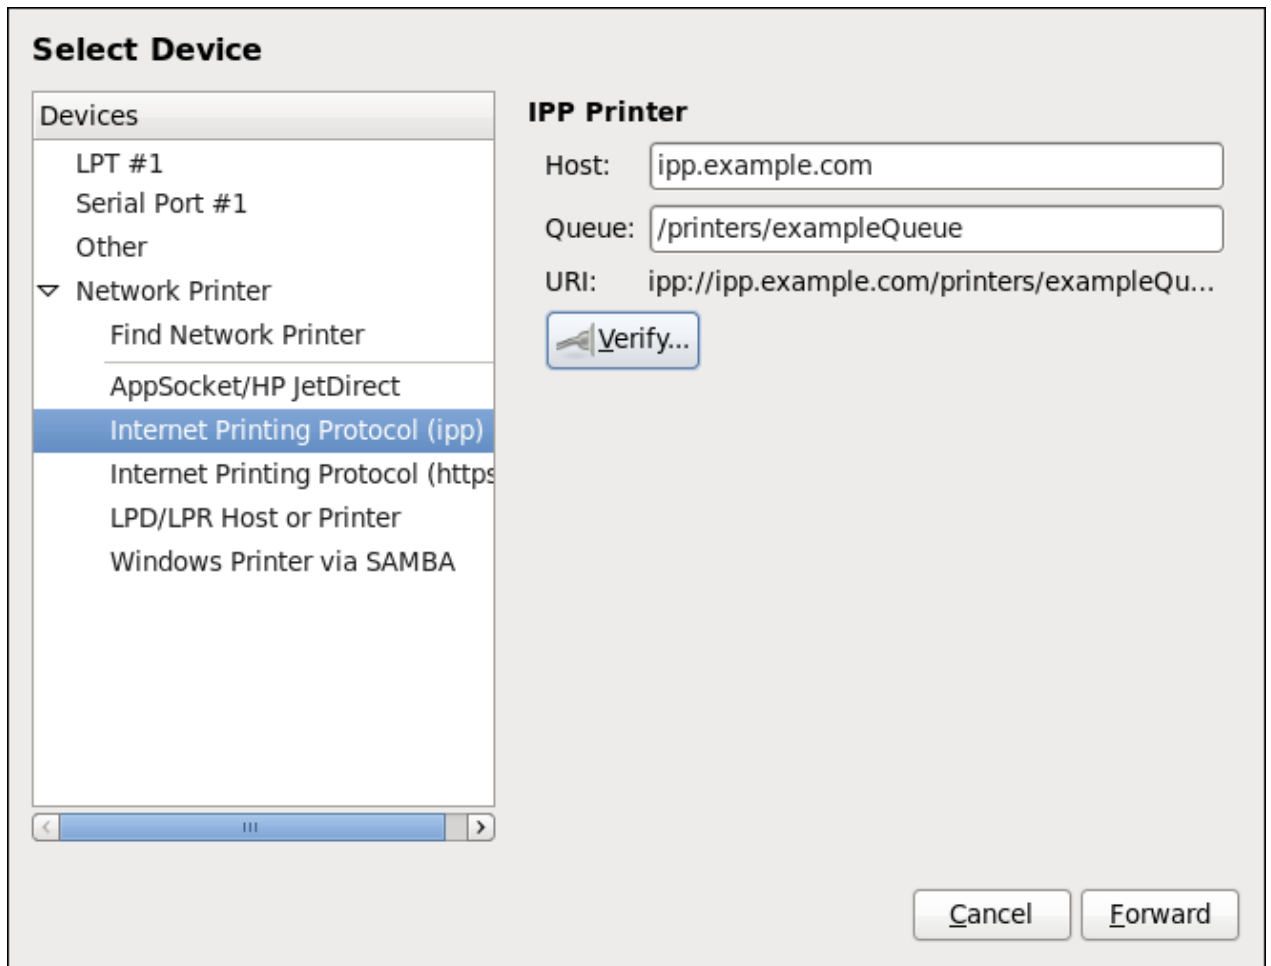 Select Device
Devices
LPT #1
Serial Port #1
Other
Network Printer
Find Network Printer
AppSocket/HP JetDirect
Internet Printing Protocol (ipp)
Internet Printing Protocol (https
LPD/LPR Host or Printer
Windows Printer via SAMBA
IPP Printer
Host: ipp.example.com
Queue: /printers/exampleQueue
URI: ipp://ipp.example.com/printers/exampleQu...
Verify...
Cancel Forward